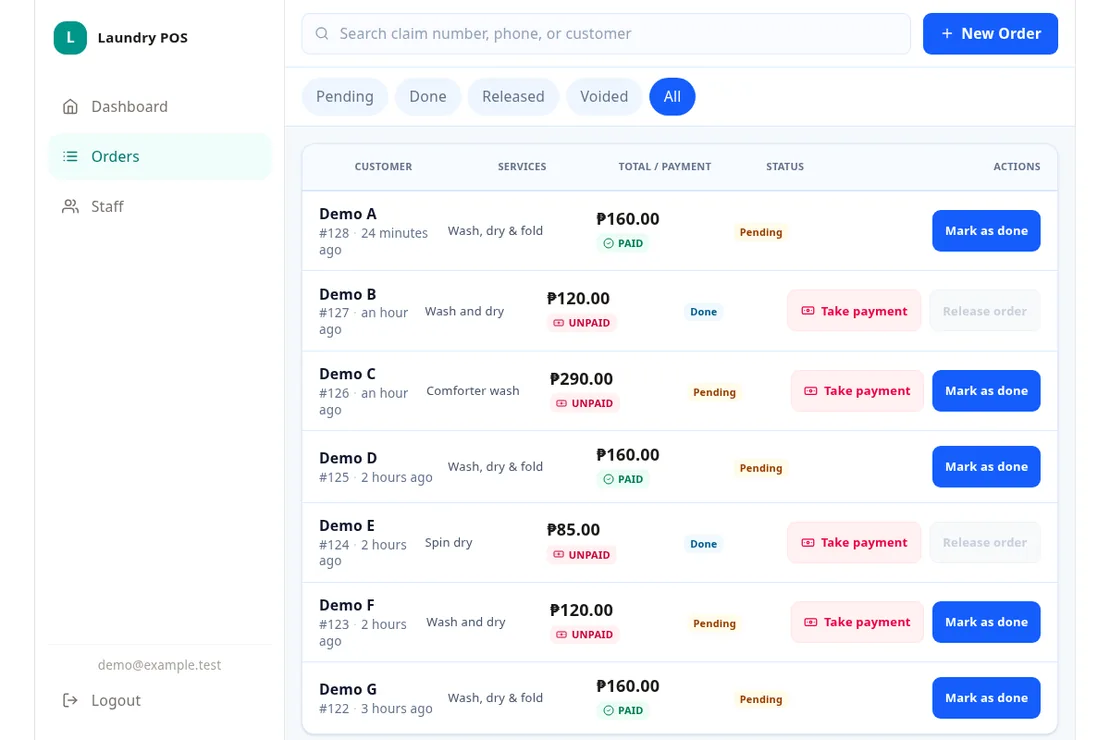 L Laundry POS
Dashboard
Orders
Staff
demo@example.test
Logout
Search claim number, phone, or customer
+ New Order
Pending Done Released Voided All
CUSTOMER SERVICES TOTAL / PAYMENT STATUS ACTIONS
Demo A
#128 · 24 minutes
ago
Wash, dry & fold
₱160.00
PAID
Pending
Mark as done
Demo B
#127 · an hour
ago
Wash and dry
₱120.00
UNPAID
Done
Take payment
Release order
Demo C
#126 · an hour
ago
Comforter wash
₱290.00
UNPAID
Pending
Take payment
Mark as done
Demo D
#125 · 2 hours ago
Wash, dry & fold
₱160.00
PAID
Pending
Mark as done
Demo E
#124 · 2 hours
ago
Spin dry
₱85.00
UNPAID
Done
Take payment
Release order
Demo F
#123 · 2 hours
ago
Wash and dry
₱120.00
UNPAID
Pending
Take payment
Mark as done
Demo G
#122 · 3 hours ago
Wash, dry & fold
₱160.00
PAID
Pending
Mark as done